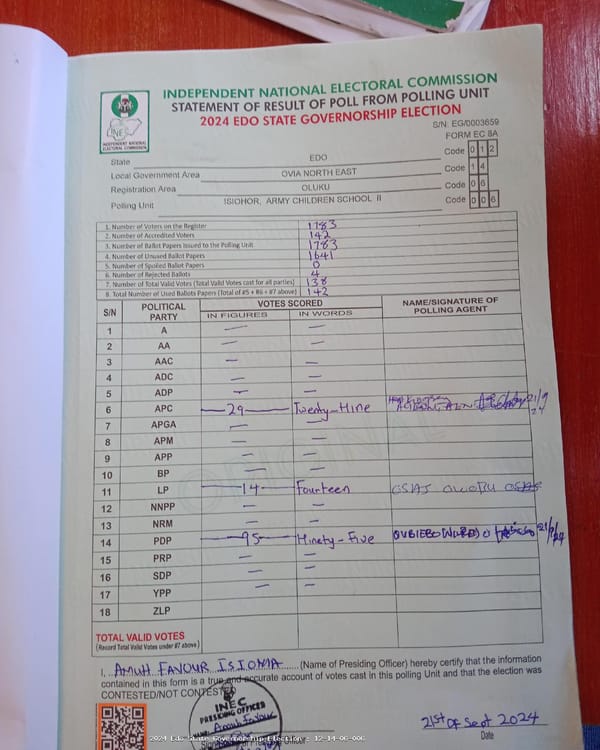 INDEPENDENT NATIONAL ELECTORAL COMMISSION
STATEMENT OF RESULT OF POLL FROM POLLING UNIT
2024 EDO STATE GOVERNORSHIP ELECTION
S/N: EG/0003659
FORM EC 8A
INEC
INDEPENDENT NATIONAL ELECTORAL COMMISSION
State EDO Code 0 1 2
Local Government Area OVIA NORTH EAST Code 1 4
Registration Area OLUKU Code 0 6
Polling Unit ISIOHOR, ARMY CHILDREN SCHOOL II Code 0 0 6
1. Number of Voters on the Register 1783
2. Number of Accredited Voters 142
3. Number of Ballot Papers Issued to the Polling Unit 1783
4. Number of Unused Ballot Papers 1641
5. Number of Spoiled Ballot Papers 0
6. Number of Rejected Ballots 4
7. Number of Total Valid Votes (Total Valid Votes cast for all parties) 138
8. Total Number of Used Ballots Papers (Total of #5 + #6 + #7 above) 142
S/N POLITICAL PARTY VOTES SCORED NAME/SIGNATURE OF POLLING AGENT
IN FIGURES IN WORDS
1 A — —
2 AA — —
3 AAC — —
4 ADC — —
5 ADP — —
6 APC —29— Twenty-Nine 21/9
7 APGA — —
8 APM — —
9 APP — —
10 BP — —
11 LP —14— Fourteen
12 NNPP — —
13 NRM — —
14 PDP —95— Ninety-Five 21/9/24
15 PRP — —
16 SDP — —
17 YPP — —
18 ZLP
ORIGINAL
TOTAL VALID VOTES
(Record Total Valid Votes under #7 above)
I, AMUH FAVOUR ISIOMA (Name of Presiding Officer) hereby certify that the information
contained in this form is a true and accurate account of votes cast in this polling Unit and that the election was
CONTESTED/NOT CONTESTED
INEC
PRESIDING OFFICER
Amuh Favour
21st Of Sept 2024
Date
2024 Edo State Governorship Election - 12-14-06-006